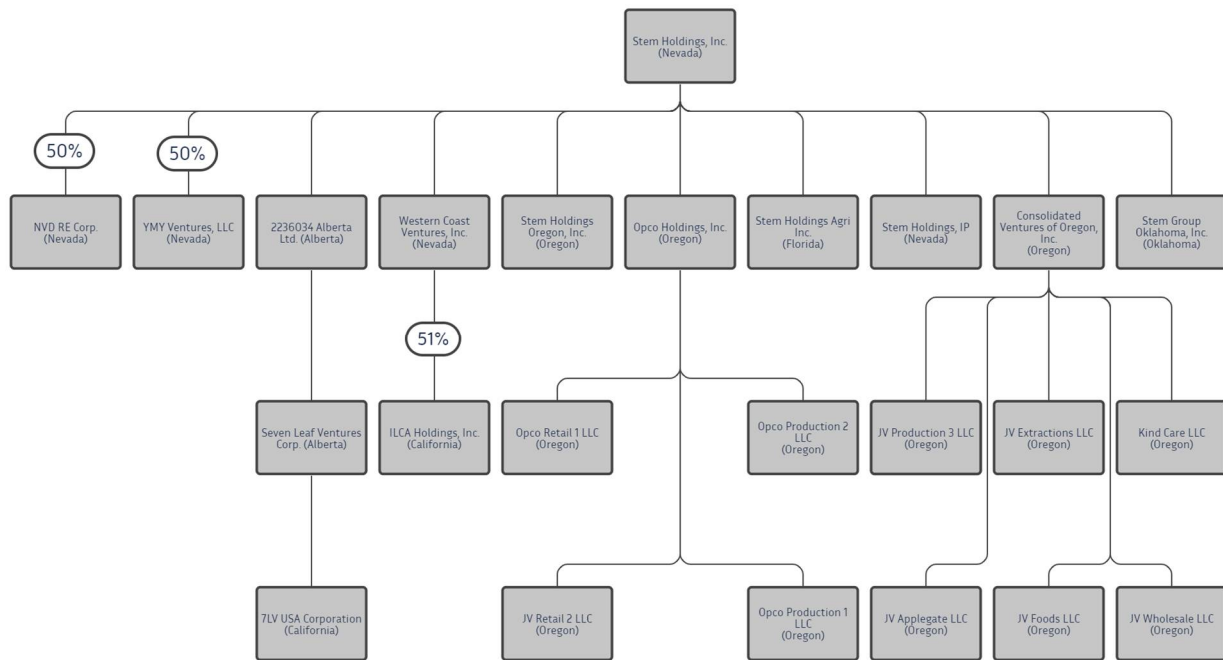 Stem Holdings, Inc.
(Nevada)
50%
50%
NVD RE Corp.
(Nevada)
YMY Ventures, LLC
(Nevada)
2236034 Alberta
Ltd. (Alberta)
Western Coast
Ventures, Inc.
(Nevada)
Stem Holdings
Oregon, Inc.
(Oregon)
Opco Holdings, Inc.
(Oregon)
Stem Holdings Agri
Inc.
(Florida)
Stem Holdings, IP
(Nevada)
Consolidated
Ventures of Oregon,
Inc.
(Oregon)
Stem Group
Oklahoma, Inc.
(Oklahoma)
51%
Seven Leaf Ventures
Corp. (Alberta)
ILCA Holdings, Inc.
(California)
Opco Retail 1 LLC
(Oregon)
Opco Production 2
LLC
(Oregon)
JV Production 3 LLC
(Oregon)
JV Extractions LLC
(Oregon)
Kind Care LLC
(Oregon)
7LV USA Corporation
(California)
JV Retail 2 LLC
(Oregon)
Opco Production 1
LLC
(Oregon)
JV Applegate LLC
(Oregon)
JV Foods LLC
(Oregon)
JV Wholesale LLC
(Oregon)